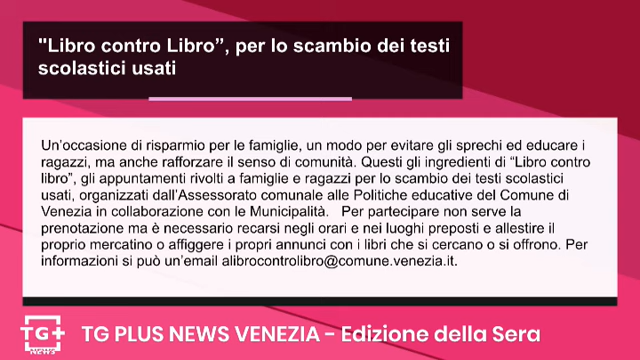 "Libro contro Libro”, per lo scambio dei testi
scolastici usati
Un’occasione di risparmio per le famiglie, un modo per evitare gli sprechi ed educare i
ragazzi, ma anche rafforzare il senso di comunità. Questi gli ingredienti di “Libro contro
libro”, gli appuntamenti rivolti a famiglie e ragazzi per lo scambio dei testi scolastici
usati, organizzati dall’Assessorato comunale alle Politiche educative del Comune di
Venezia in collaborazione con le Municipalità. Per partecipare non serve la
prenotazione ma è necessario recarsi negli orari e nei luoghi preposti e allestire il
proprio mercatino o affiggere i propri annunci con i libri che si cercano o si offrono. Per
informazioni si può un’email alibrocontrolibro@comune.venezia.it.
TG+
NEWS
TG PLUS NEWS VENEZIA - Edizione della Sera